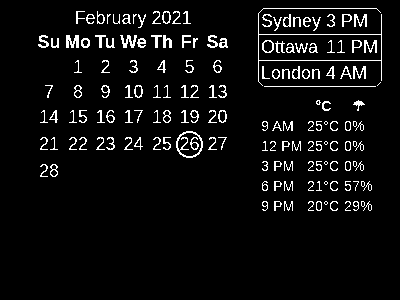 February 2021
Su Mo Tu We Th Fr Sa
1 2 3 4 5 6
7 8 9 10 11 12 13
14 15 16 17 18 19 20
21 22 23 24 25 26 27
28
Sydney 3 PM
Ottawa 11 PM
London 4 AM
°C ☂
9 AM 25°C 0%
12 PM 25°C 0%
3 PM 25°C 0%
6 PM 21°C 57%
9 PM 20°C 29%